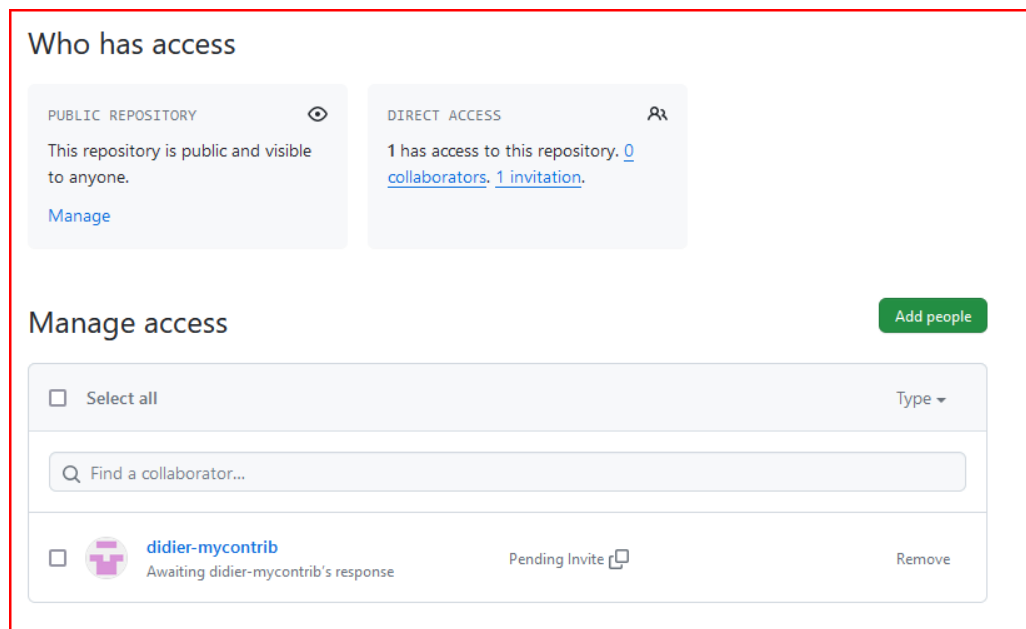 Who has access
PUBLIC REPOSITORY
This repository is public and visible
to anyone.
Manage
DIRECT ACCESS
1 has access to this repository. 0
collaborators. 1 invitation.
Manage access
Add people
Select all
Type
Find a collaborator...
didier-mycontrib
Awaiting didier-mycontrib's response
Pending Invite
Remove